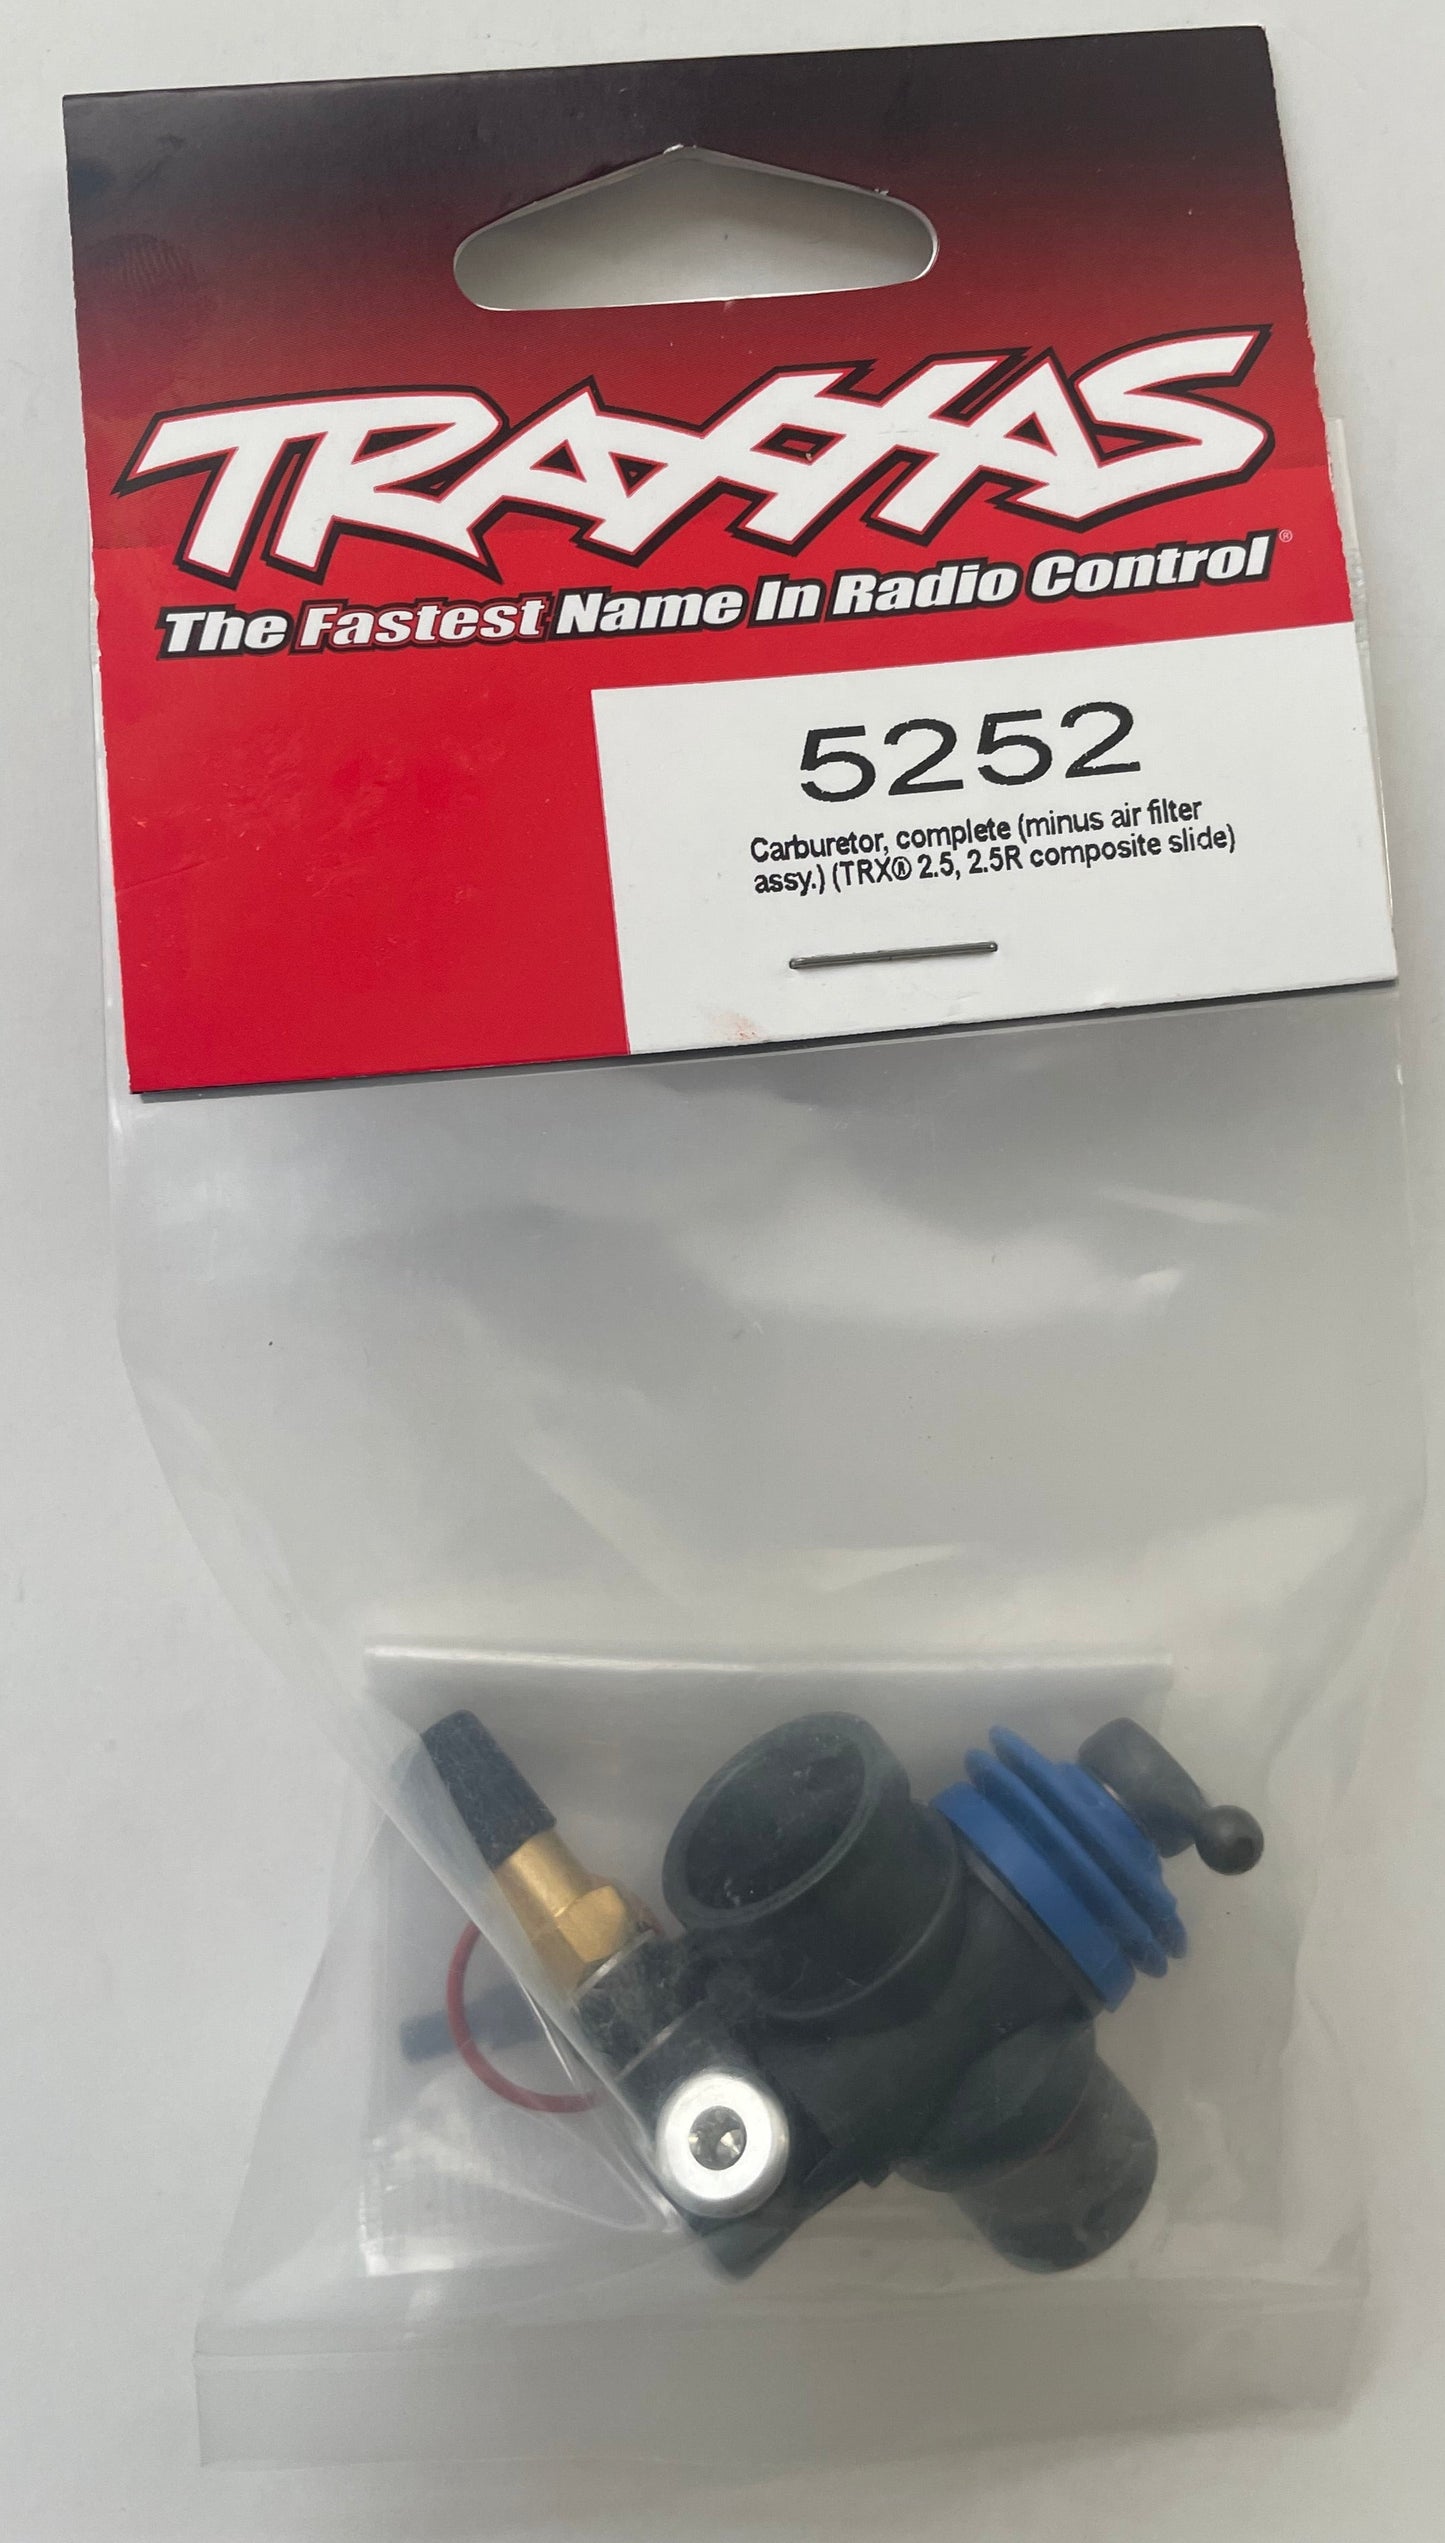 TRAXXAS
The Fastest Name In Radio Control®
5252
Carburetor, complete (minus air filter
assy.) (TRX® 2.5, 2.5R composite slide)